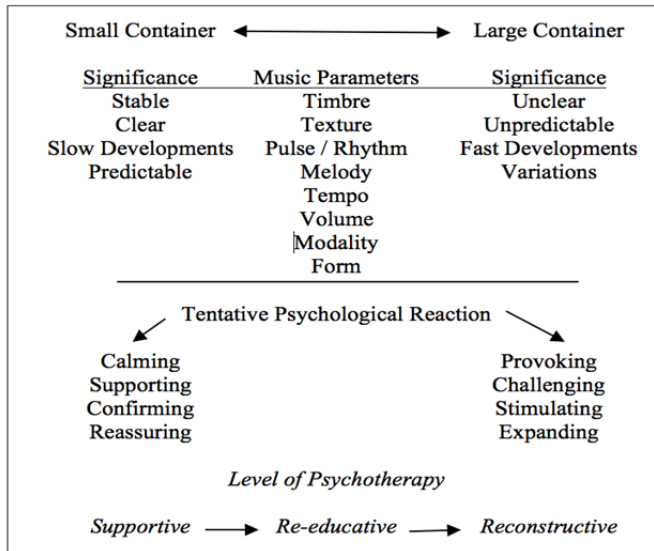 Small Container Large Container
Significance Music Parameters Significance
Stable Timbre Unclear
Clear Texture Unpredictable
Slow Developments Pulse / Rhythm Fast Developments
Predictable Melody Variations
Tempo
Volume
Modality
Form
Tentative Psychological Reaction
Calming Provoking
Supporting Challenging
Confirming Stimulating
Reassuring Expanding
Level of Psychotherapy
Supportive Re-educative Reconstructive